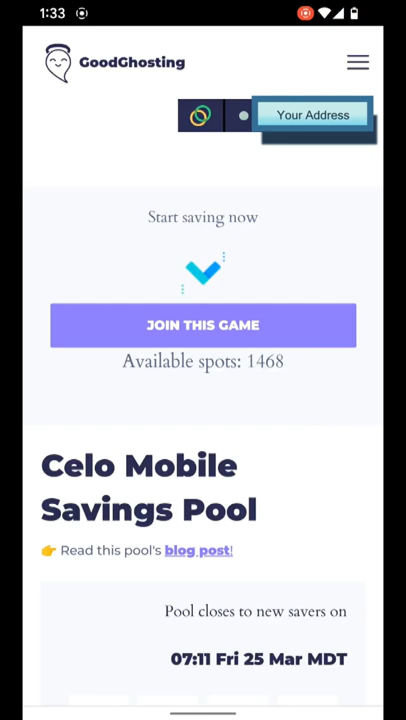 1:33
GoodGhosting
Your Address
Start saving now
JOIN THIS GAME
Available spots: 1468
Celo Mobile
Savings Pool
👉 Read this pool's blog post!
Pool closes to new savers on
07:11 Fri 25 Mar MDT